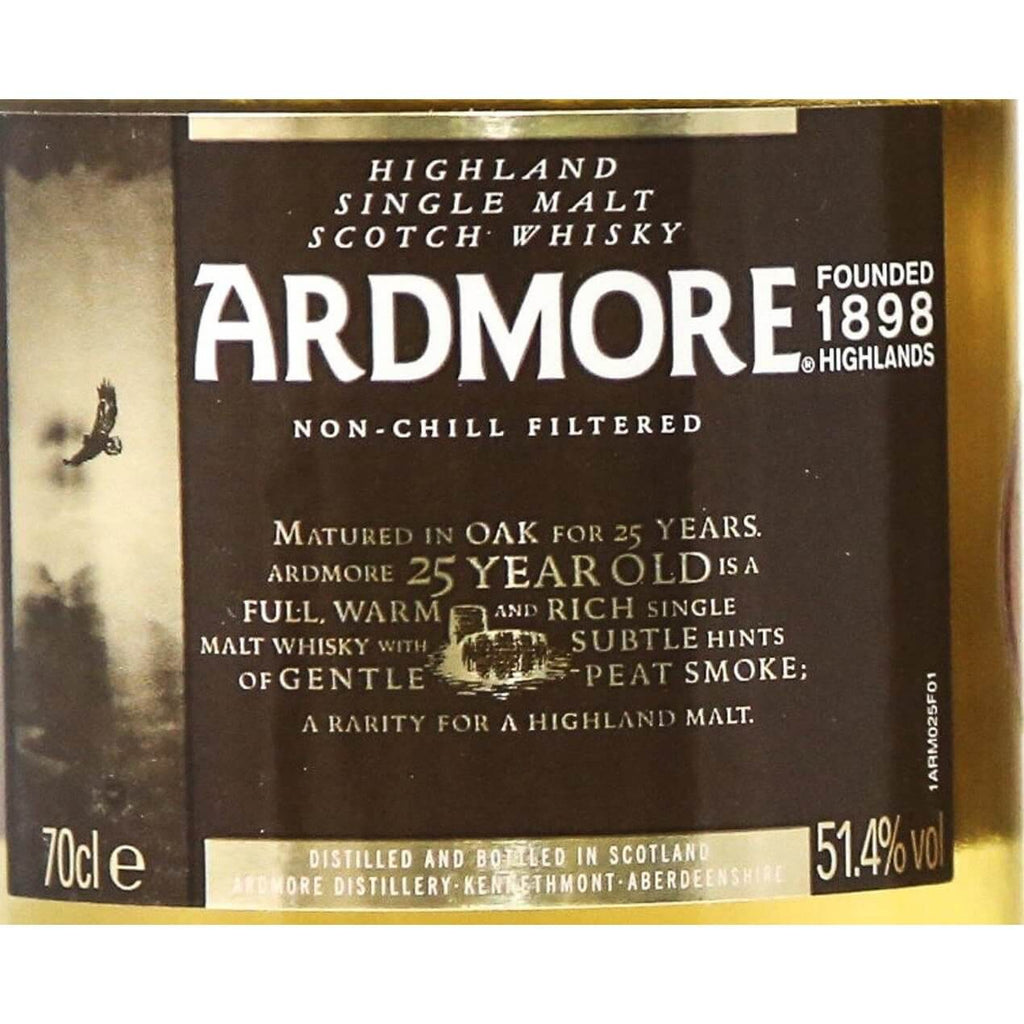 HIGHLAND
SINGLE MALT
SCOTCH WHISKY
ARDMORE®
FOUNDED
1898
HIGHLANDS
NON-CHILL FILTERED
MATURED IN OAK FOR 25 YEARS.
ARDMORE 25 YEAR OLD IS A
FULL, WARM AND RICH SINGLE
MALT WHISKY WITH SUBTLE HINTS
OF GENTLE PEAT SMOKE;
A RARITY FOR A HIGHLAND MALT.
1ARM025F01
70cl e
DISTILLED AND BOTTLED IN SCOTLAND
ARDMORE DISTILLERY·KENNETHMONT·ABERDEENSHIRE
51.4% vol